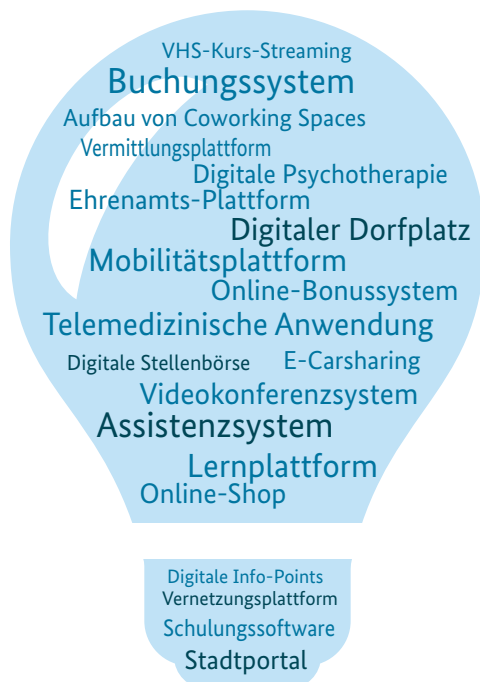 VHS-Kurs-Streaming
Buchungssystem
Aufbau von Coworking Spaces
Vermittlungsplattform
Digitale Psychotherapie
Ehrenamts-Plattform
Digitaler Dorfplatz
Mobilitätsplattform
Online-Bonussystem
Telemedizinische Anwendung
Digitale Stellenbörse E-Carsharing
Videokonferenzsystem
Assistenzsystem
Lernplattform
Online-Shop
Digitale Info-Points
Vernetzungsplattform
Schulungssoftware
Stadtportal